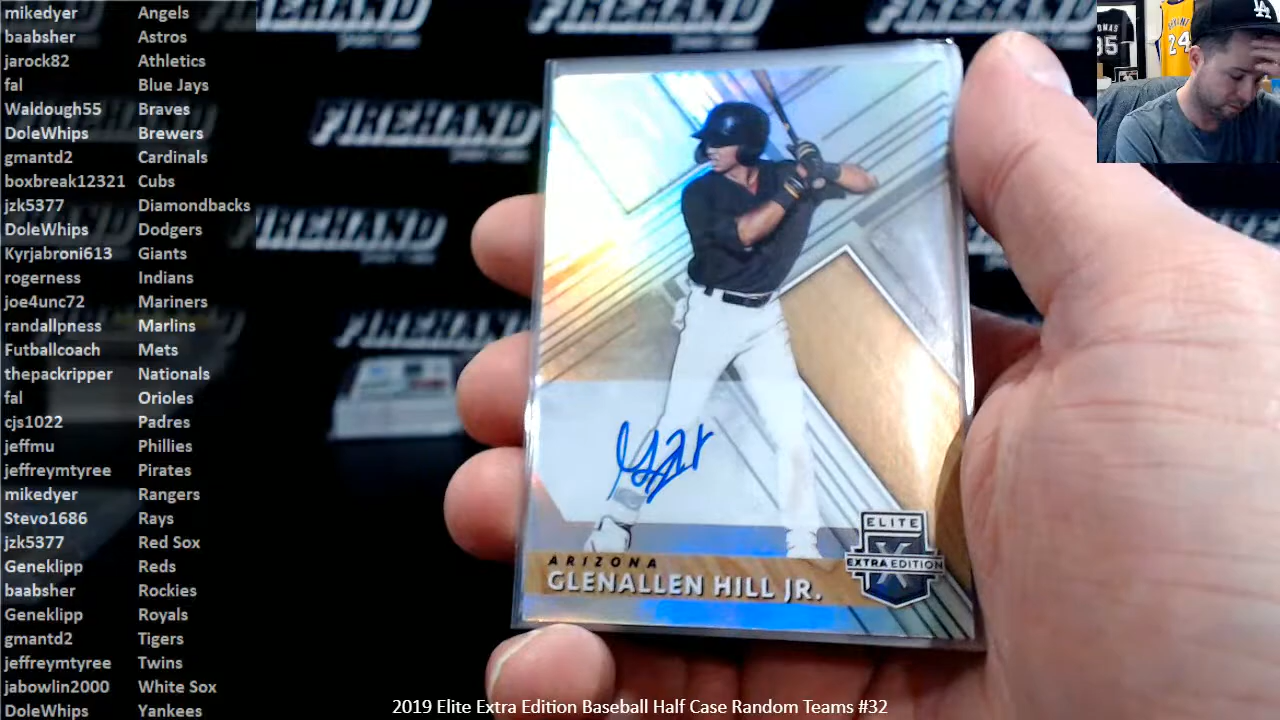 mikedyer Angels
baabsher Astros
jarock82 Athletics
fal Blue Jays
Waldough55 Braves
DoleWhips Brewers
gmantd2 Cardinals
boxbreak12321 Cubs
jzk5377 Diamondbacks
DoleWhips Dodgers
Kyrjabroni613 Giants
rogerness Indians
joe4unc72 Mariners
randallpness Marlins
Futballcoach Mets
thepackripper Nationals
fal Orioles
cjs1022 Padres
jeffmu Phillies
jeffreymtyree Pirates
mikedyer Rangers
Stevo1686 Rays
jzk5377 Red Sox
Geneklipp Reds
baabsher Rockies
Geneklipp Royals
gmantd2 Tigers
jeffreymtyree Twins
jabowlin2000 White Sox
DoleWhips Yankees
FIREHAND
FIREHAND
FIREHAND
FIREHAND
ELITE
X
EXTRA EDITION
ARIZONA
GLENALLEN HILL JR.
LA
24
2019 Elite Extra Edition Baseball Half Case Random Teams #32